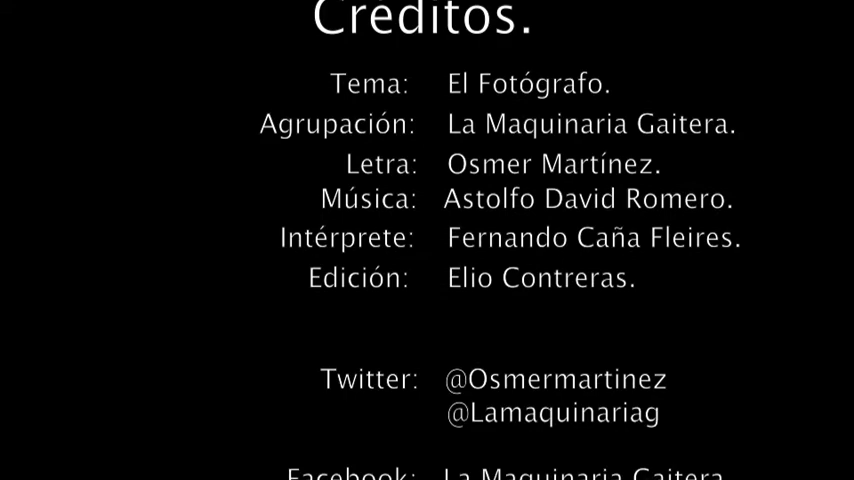 Créditos.
Tema: El Fotógrafo.
Agrupación: La Maquinaria Gaitera.
Letra: Osmer Martínez.
Música: Astolfo David Romero.
Intérprete: Fernando Caña Fleires.
Edición: Elio Contreras.
Twitter: @Osmermartinez
@Lamaquinariag
Facebook: La Maquinaria Gaitera